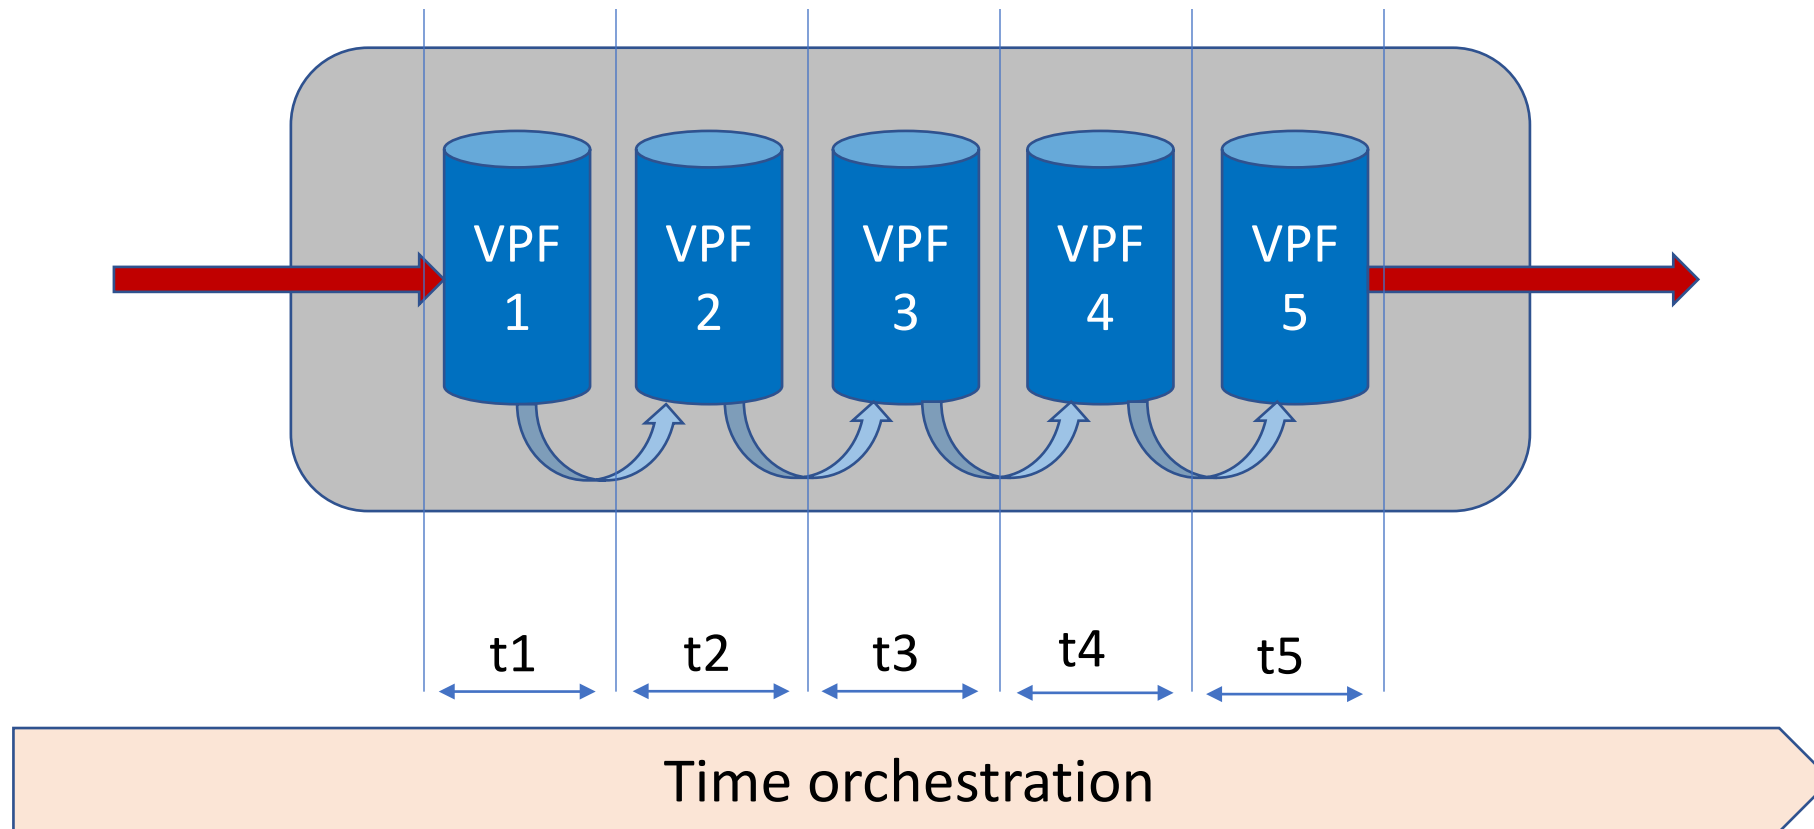 VPF
1
VPF
2
VPF
3
VPF
4
VPF
5
t1
t2
t3
t4
t5
Time orchestration